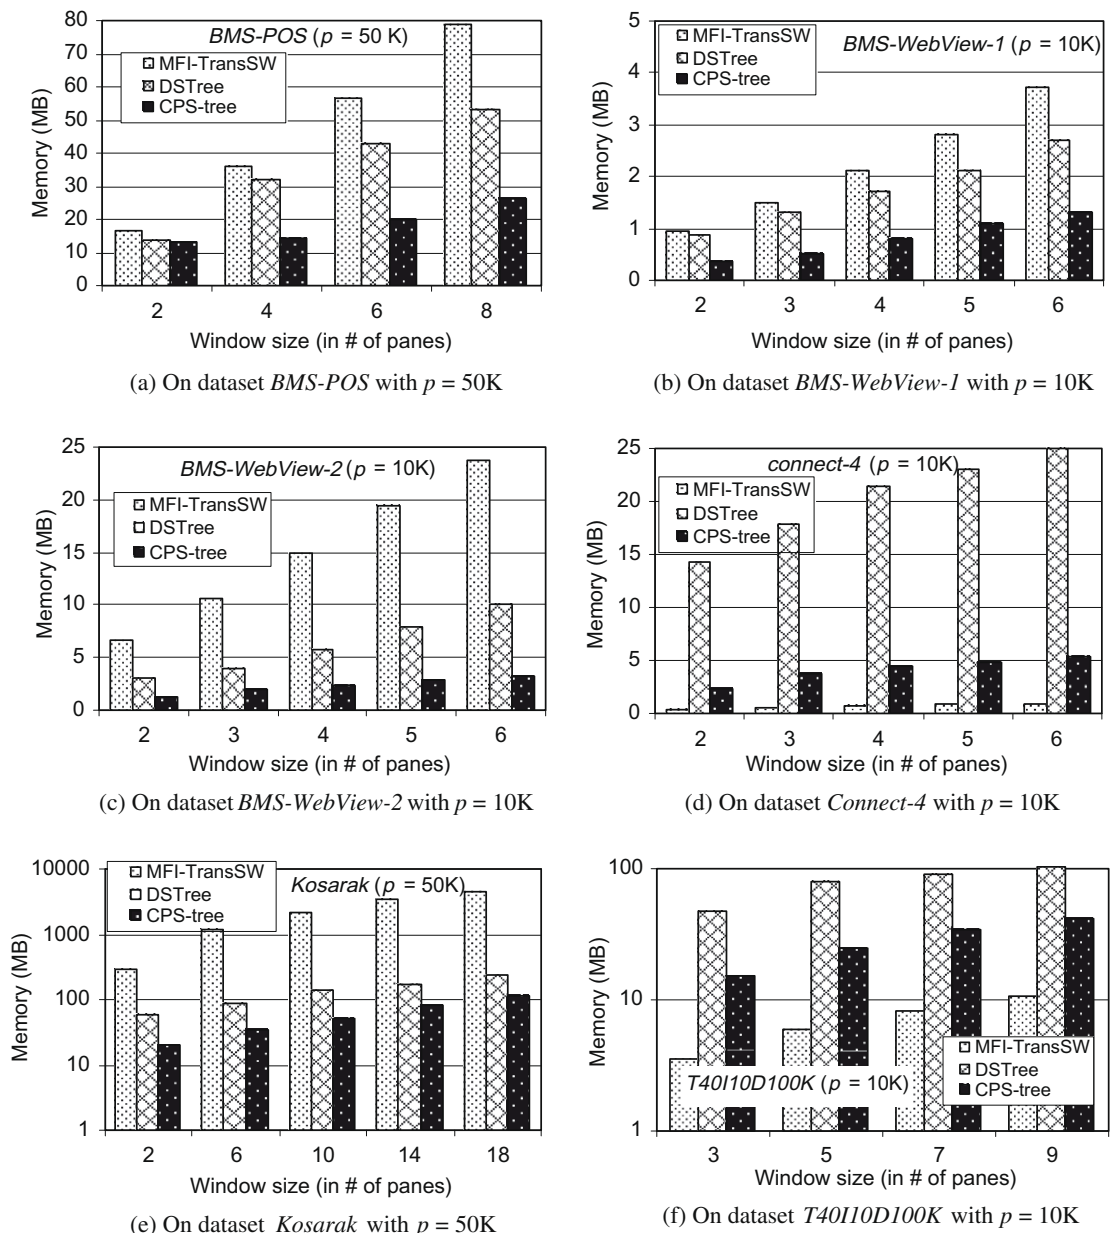 BMS-POS (p = 50 K)
MFI-TransSW
DSTree
CPS-tree
Memory (MB)
80
70
60
50
40
30
20
10
0
2 4 6 8
Window size (in # of panes)
(a) On dataset BMS-POS with p = 50K
BMS-WebView-1 (p = 10K)
MFI-TransSW
DSTree
CPS-tree
Memory (MB)
5
4
3
2
1
0
2 3 4 5 6
Window size (in # of panes)
(b) On dataset BMS-WebView-1 with p = 10K
BMS-WebView-2 (p = 10K)
MFI-TransSW
DSTree
CPS-tree
Memory (MB)
25
20
15
10
5
0
2 3 4 5 6
Window size (in # of panes)
(c) On dataset BMS-WebView-2 with p = 10K
connect-4 (p = 10K)
MFI-TransSW
DSTree
CPS-tree
Memory (MB)
25
20
15
10
5
0
2 3 4 5 6
Window size (in # of panes)
(d) On dataset Connect-4 with p = 10K
Kosarak (p = 50K)
MFI-TransSW
DSTree
CPS-tree
Memory (MB)
10000
1000
100
10
1
2 6 10 14 18
Window size (in # of panes)
(e) On dataset Kosarak with p = 50K
Memory (MB)
100
10
1
MFI-TransSW
DSTree
CPS-tree
T40I10D100K (p = 10K)
3 5 7 9
Window size (in # of panes)
(f) On dataset T40I10D100K with p = 10K